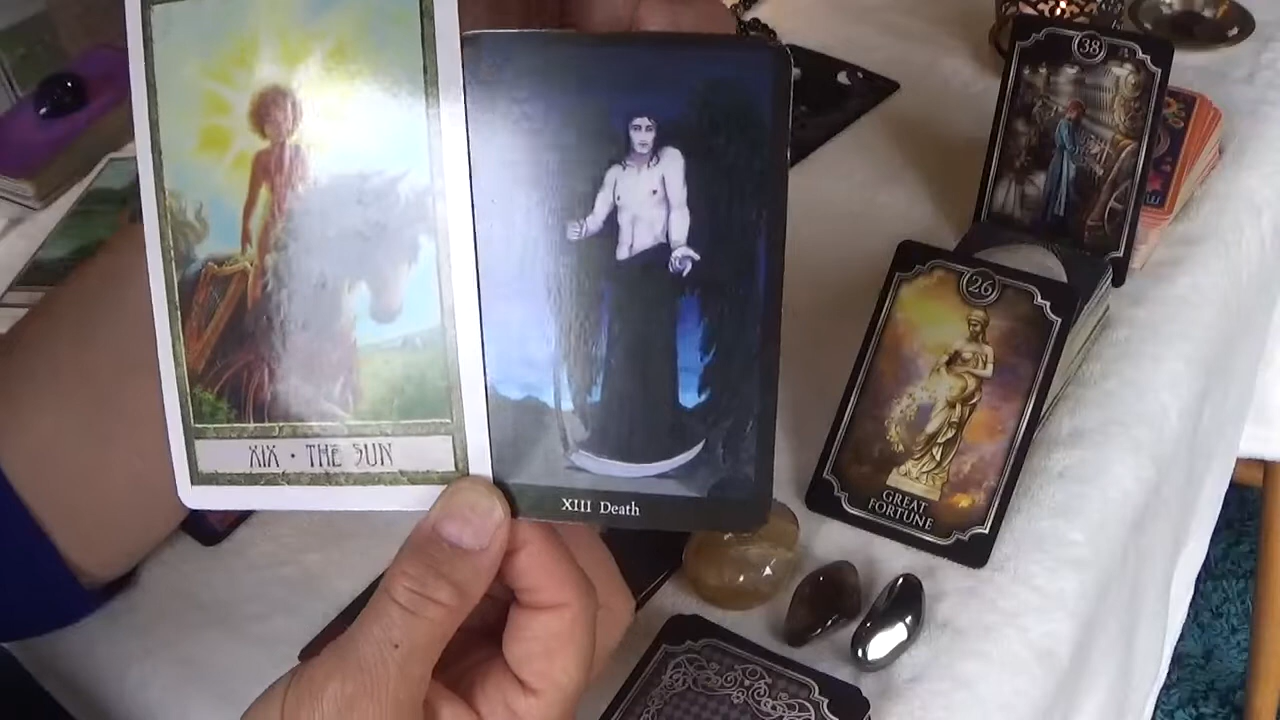 XIX • THE SUN
XIII Death
38
26
GREAT
FORTUNE